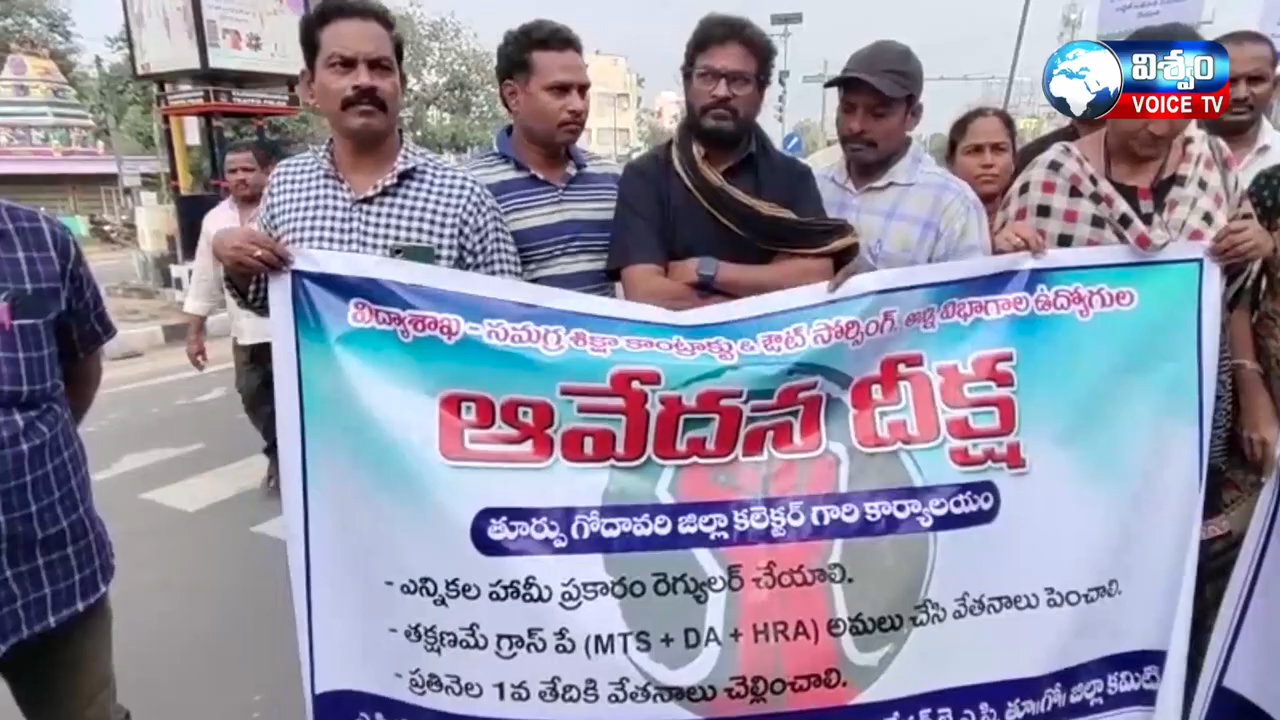 విశ్వం
VOICE TV
విద్యాశాఖ - సమగ్ర శిక్షా కాంట్రాక్టు & ఔట్ సోర్సింగ్, అన్ని విభాగాల ఉద్యోగుల
ఆవేదన దీక్ష
తూర్పు గోదావరి జిల్లా కలెక్టర్ గారి కార్యాలయం
- ఎన్నికల హామీ ప్రకారం రెగ్యులర్ చేయాలి.
- తక్షణమే గ్రాస్ పే (MTS + DA + HRA) అమలు చేసి వేతనాలు పెంచాలి.
- ప్రతినెల 1వ తేదికి వేతనాలు చెల్లించాలి.
తూ//గో// జిల్లా కమిటీ